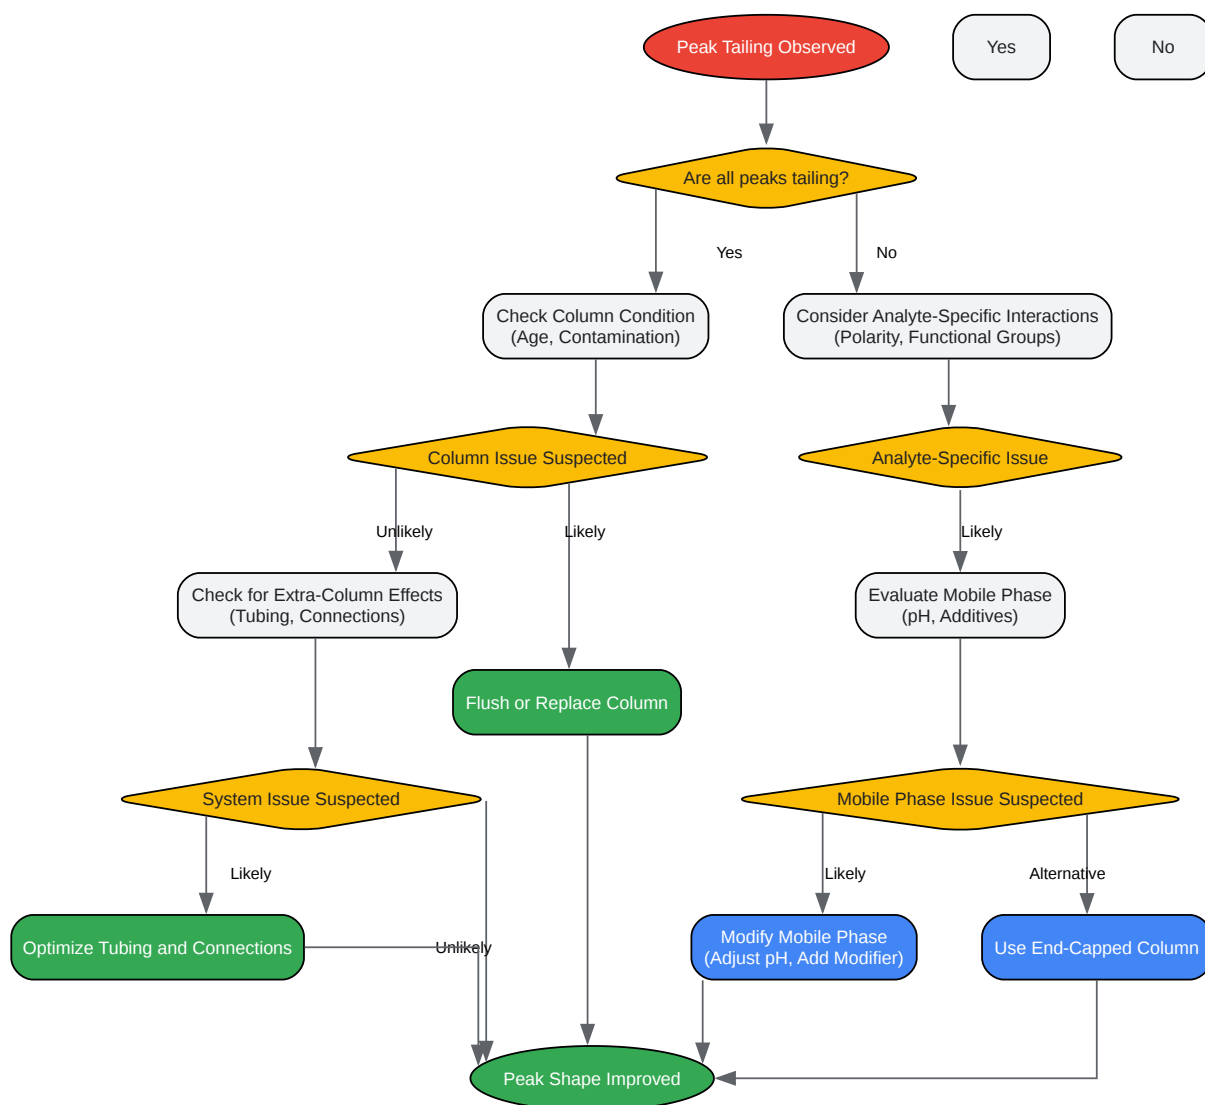 Peak Tailing Observed
Yes
No
Are all peaks tailing?
Yes
No
Check Column Condition
(Age, Contamination)
Consider Analyte-Specific Interactions
(Polarity, Functional Groups)
Column Issue Suspected
Analyte-Specific Issue
Unlikely
Likely
Likely
Check for Extra-Column Effects
(Tubing, Connections)
Evaluate Mobile Phase
(pH, Additives)
Flush or Replace Column
System Issue Suspected
Mobile Phase Issue Suspected
Likely
Likely
Alternative
Optimize Tubing and Connections
Unlikely
Modify Mobile Phase
(Adjust pH, Add Modifier)
Use End-Capped Column
Peak Shape Improved